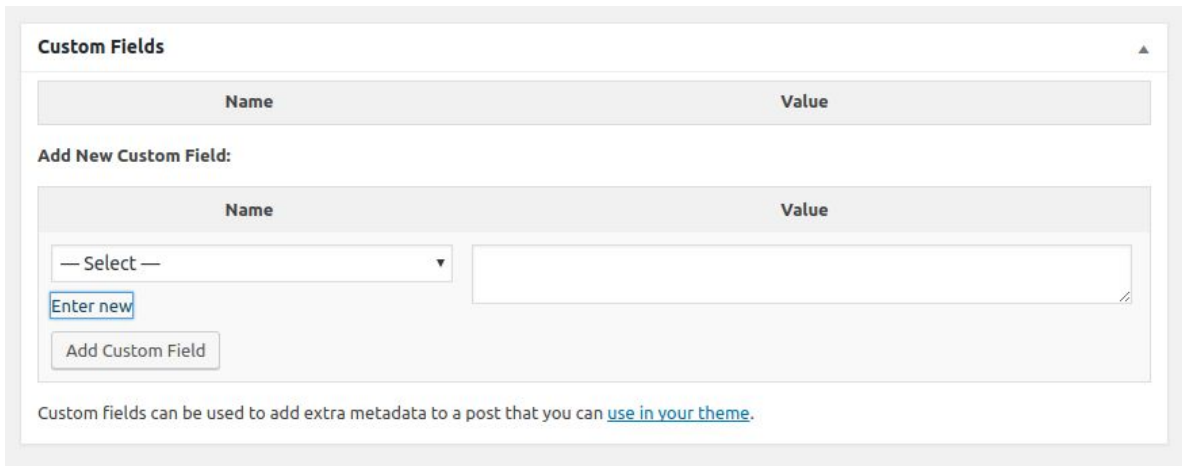 Custom Fields
Name Value
Add New Custom Field:
Name Value
— Select —
Enter new
Add Custom Field
Custom fields can be used to add extra metadata to a post that you can use in your theme.